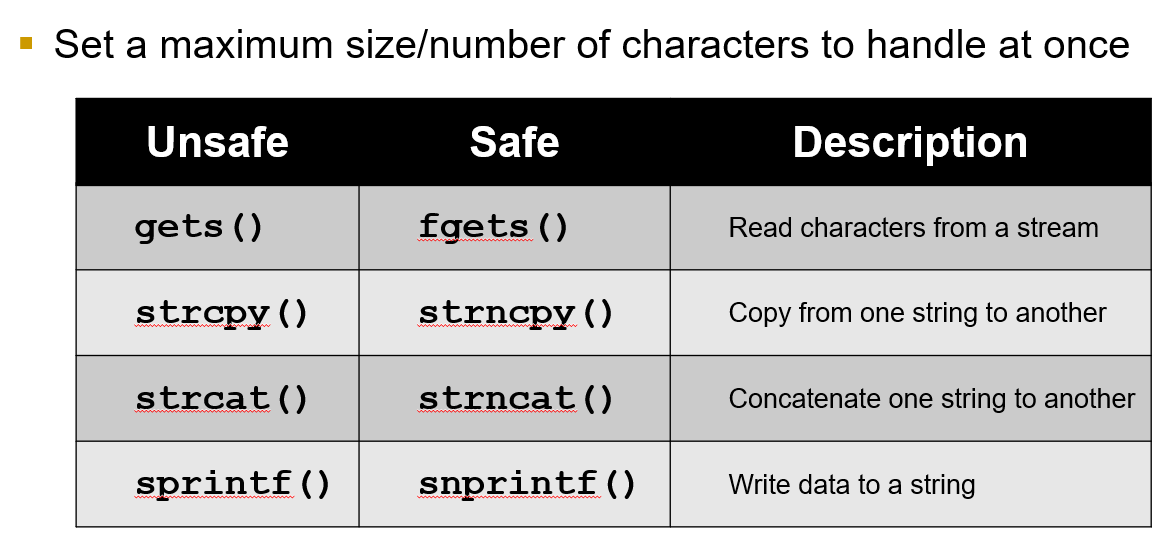 Set a maximum size/number of characters to handle at once
Unsafe Safe Description
gets() fgets() Read characters from a stream
strcpy() strncpy() Copy from one string to another
strcat() strncat() Concatenate one string to another
sprintf() snprintf() Write data to a string